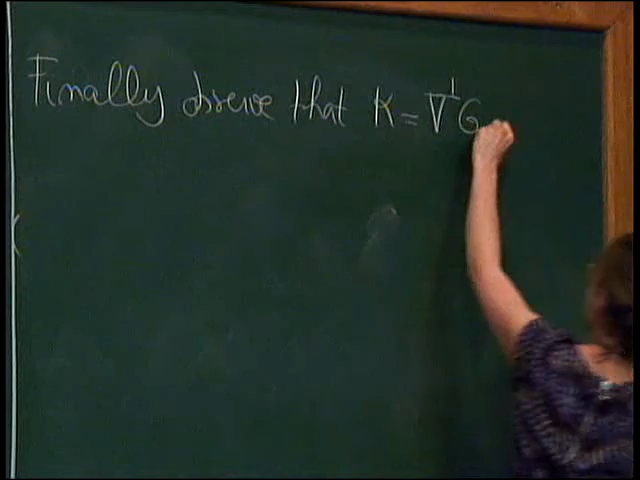 Finally observe that K = ∇^⊥ G